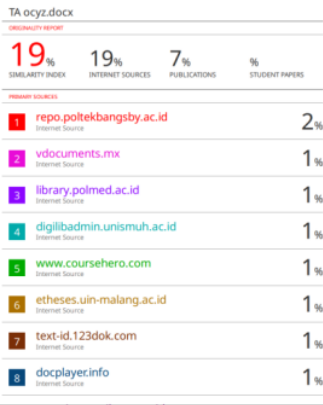 TA ocyz.docx
ORIGINALITY REPORT
19% 19% 7% %
SIMILARITY INDEX INTERNET SOURCES PUBLICATIONS STUDENT PAPERS
PRIMARY SOURCES
1 repo.poltekbangsby.ac.id 2%
Internet Source
2 vdocuments.mx 1%
Internet Source
3 library.polmed.ac.id 1%
Internet Source
4 digilibadmin.unismuh.ac.id 1%
Internet Source
5 www.coursehero.com 1%
Internet Source
6 etheses.uin-malang.ac.id 1%
Internet Source
7 text-id.123dok.com 1%
Internet Source
8 docplayer.info 1%
Internet Source